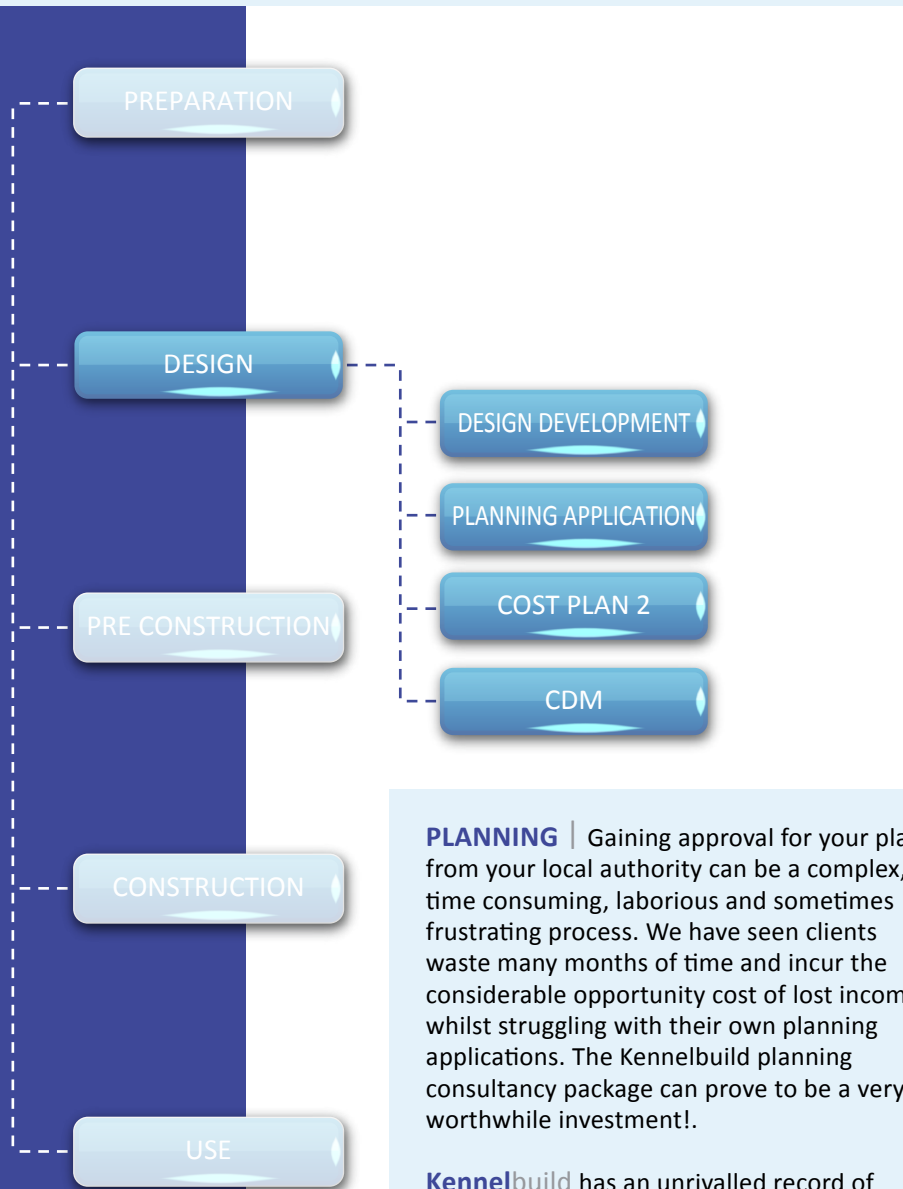 PREPARATION
DESIGN
DESIGN DEVELOPMENT
PLANNING APPLICATION
COST PLAN 2
CDM
PRE CONSTRUCTION
CONSTRUCTION
USE
PLANNING | Gaining approval for your
from your local authority can be a complex,
time consuming, laborious and sometimes
frustrating process. We have seen clients
waste many months of time and incur the
considerable opportunity cost of lost
whilst struggling with their own planning
applications. The Kennelbuild planning
consultancy package can prove to be a very
worthwhile investment!.
Kennelbuild has an unrivalled record of